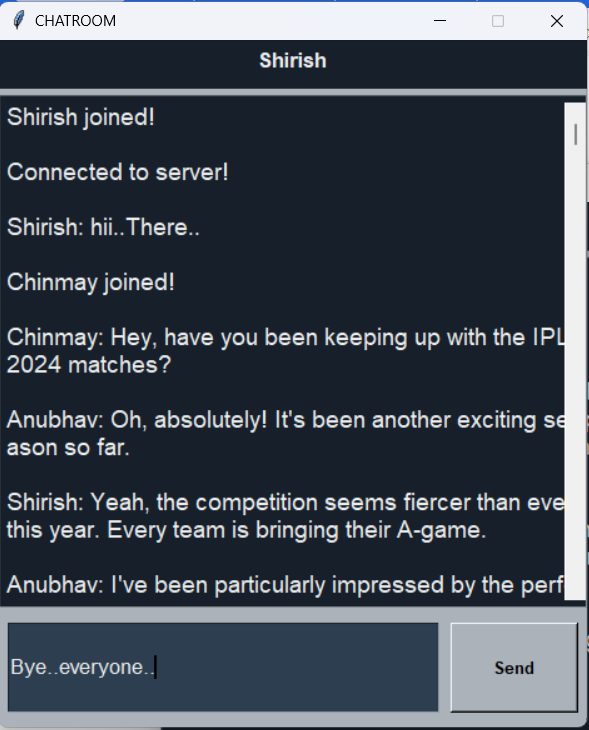 CHATROOM
Shirish
Shirish joined!
Connected to server!
Shirish: hii..There..
Chinmay joined!
Chinmay: Hey, have you been keeping up with the IPL
2024 matches?
Anubhav: Oh, absolutely! It's been another exciting se
ason so far.
Shirish: Yeah, the competition seems fiercer than eve
this year. Every team is bringing their A-game.
Anubhav: I've been particularly impressed by the perf
Bye..everyone..
Send